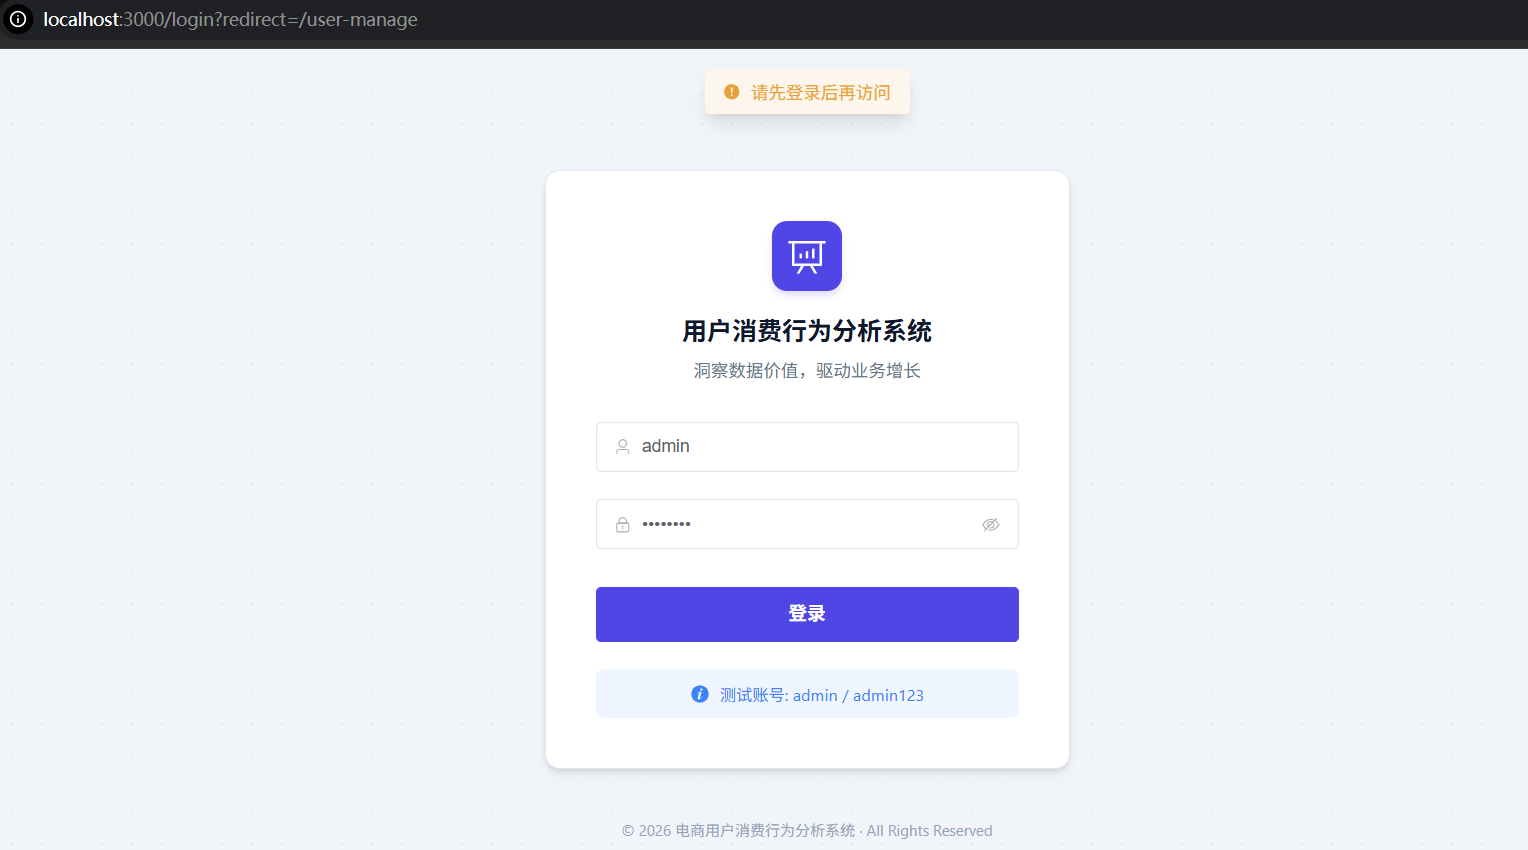 localhost:3000/login?redirect=/user-manage
请先登录后再访问
用户消费行为分析系统
洞察数据价值，驱动业务增长
admin
••••••••
登录
测试账号: admin / admin123
© 2026 电商用户消费行为分析系统 · All Rights Reserved